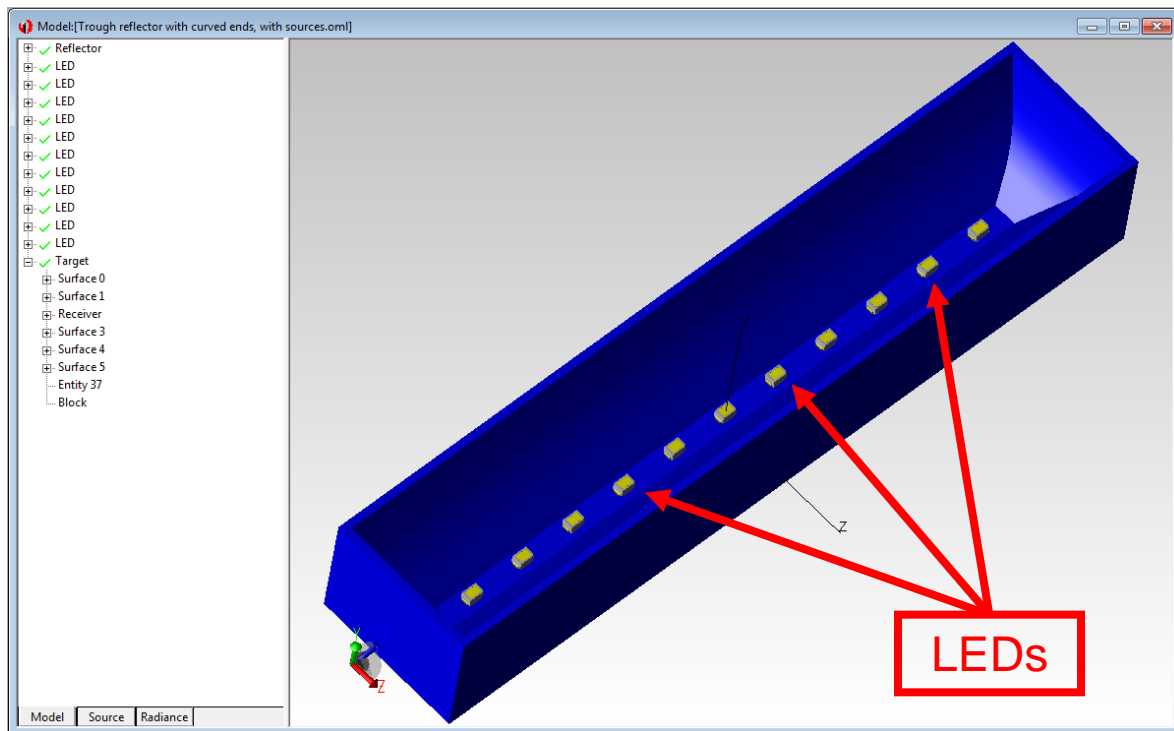 Model:[Trough reflector with curved ends, with sources.oml]
Reflector
LED
LED
LED
LED
LED
LED
LED
LED
LED
LED
LED
Target
Surface 0
Surface 1
Receiver
Surface 3
Surface 4
Surface 5
Entity 37
Block
Y
Z
LEDs
Y
Z
Model Source Radiance